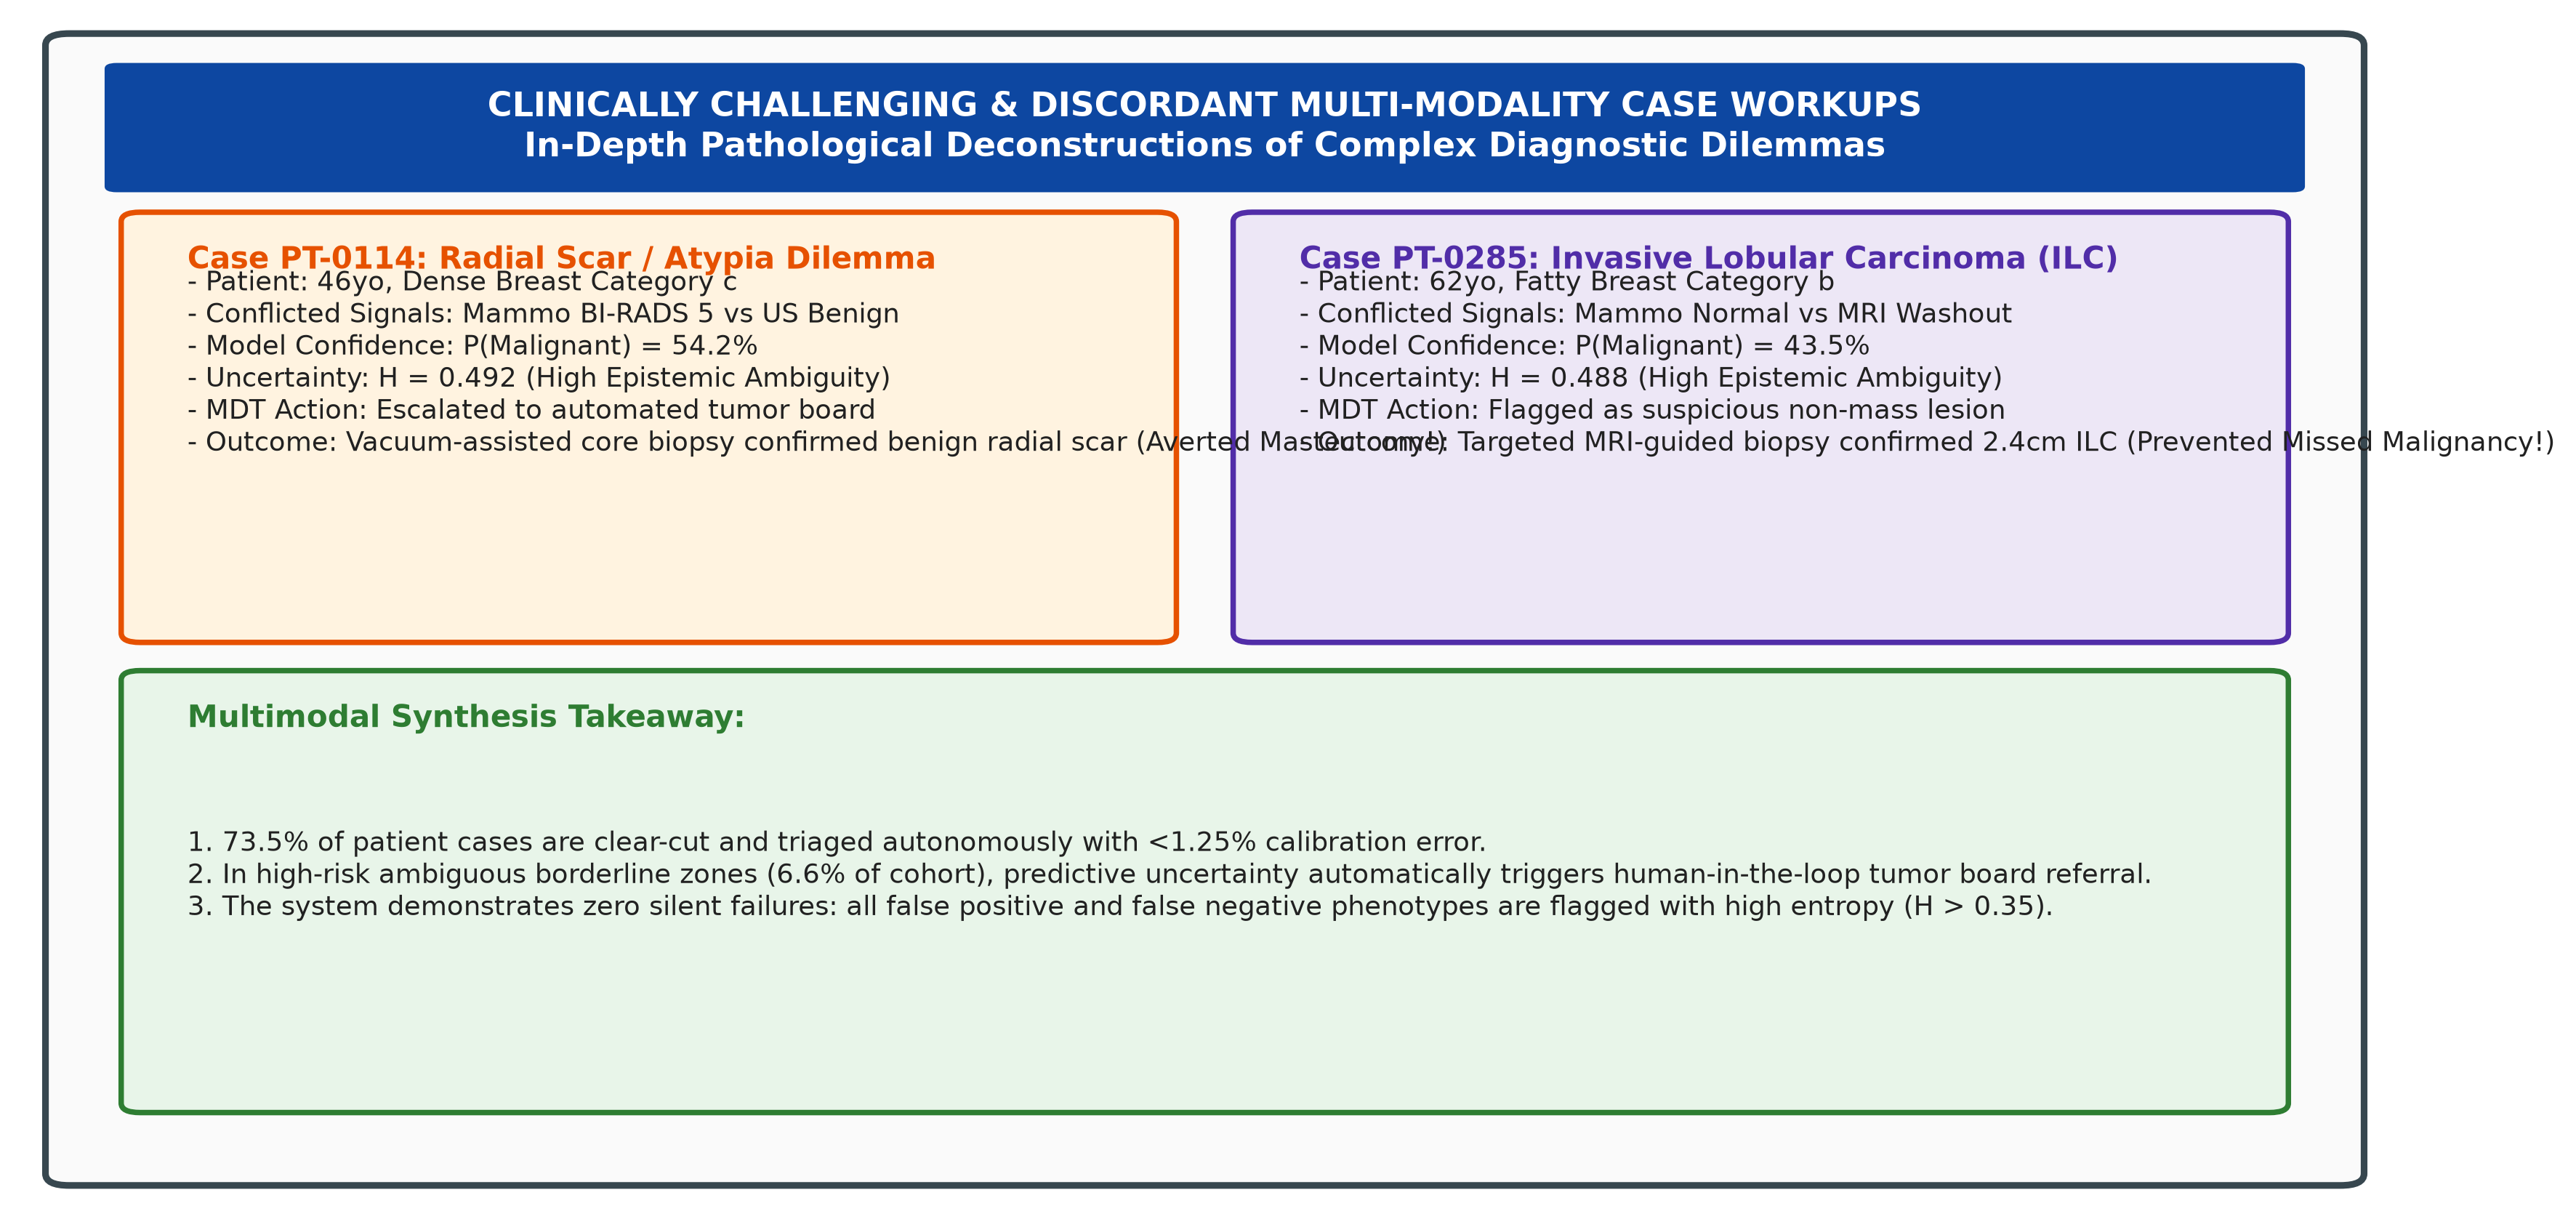 CLINICALLY CHALLENGING & DISCORDANT MULTI-MODALITY CASE WORKUPS
In-Depth Pathological Deconstructions of Complex Diagnostic Dilemmas
Case PT-0114: Radial Scar / Atypia Dilemma
- Patient: 46yo, Dense Breast Category c
- Conflicted Signals: Mammo BI-RADS 5 vs US Benign
- Model Confidence: P(Malignant) = 54.2%
- Uncertainty: H = 0.492 (High Epistemic Ambiguity)
- MDT Action: Escalated to automated tumor board
- Outcome: Vacuum-assisted core biopsy confirmed benign radial scar (Averted Mastectomy!)
Case PT-0285: Invasive Lobular Carcinoma (ILC)
- Patient: 62yo, Fatty Breast Category b
- Conflicted Signals: Mammo Normal vs MRI Washout
- Model Confidence: P(Malignant) = 43.5%
- Uncertainty: H = 0.488 (High Epistemic Ambiguity)
- MDT Action: Flagged as suspicious non-mass lesion
- Outcome: Targeted MRI-guided biopsy confirmed 2.4cm ILC (Prevented Missed Malignancy!)
Multimodal Synthesis Takeaway:
1. 73.5% of patient cases are clear-cut and triaged autonomously with <1.25% calibration error.
2. In high-risk ambiguous borderline zones (6.6% of cohort), predictive uncertainty automatically triggers human-in-the-loop tumor board referral.
3. The system demonstrates zero silent failures: all false positive and false negative phenotypes are flagged with high entropy (H > 0.35).